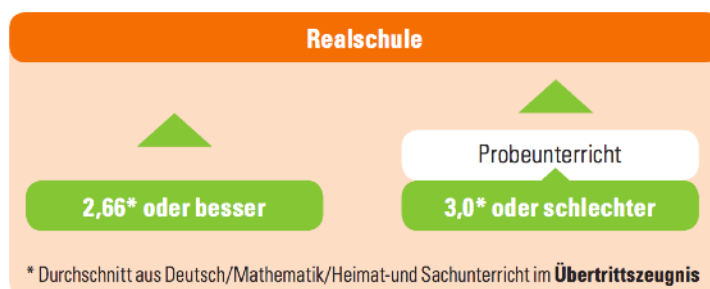 Realschule
Probeunterricht
2,66* oder besser
3,0* oder schlechter
* Durchschnitt aus Deutsch/Mathematik/Heimat-und Sachunterricht im Übertrittszeugnis